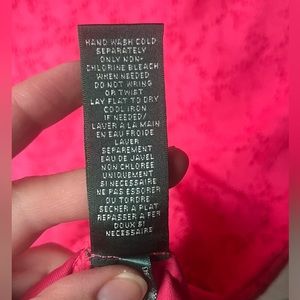 HAND WASH COLD
SEPARATELY
ONLY NON-
CHLORINE BLEACH
WHEN NEEDED
DO NOT WRING
OR TWIST
LAY FLAT TO DRY
COOL IRON
IF NEEDED/
LAVER A LA MAIN
EN EAU FROIDE
LAVER
SEPAREMENT
EAU DE JAVEL
NON CHLOREE
UNIQUEMENT
SI NECESSAIRE
NE PAS ESSORER
OU TORDRE
SECHER A PLAT
REPASSER A FER
DOUX SI
NECESSAIRE